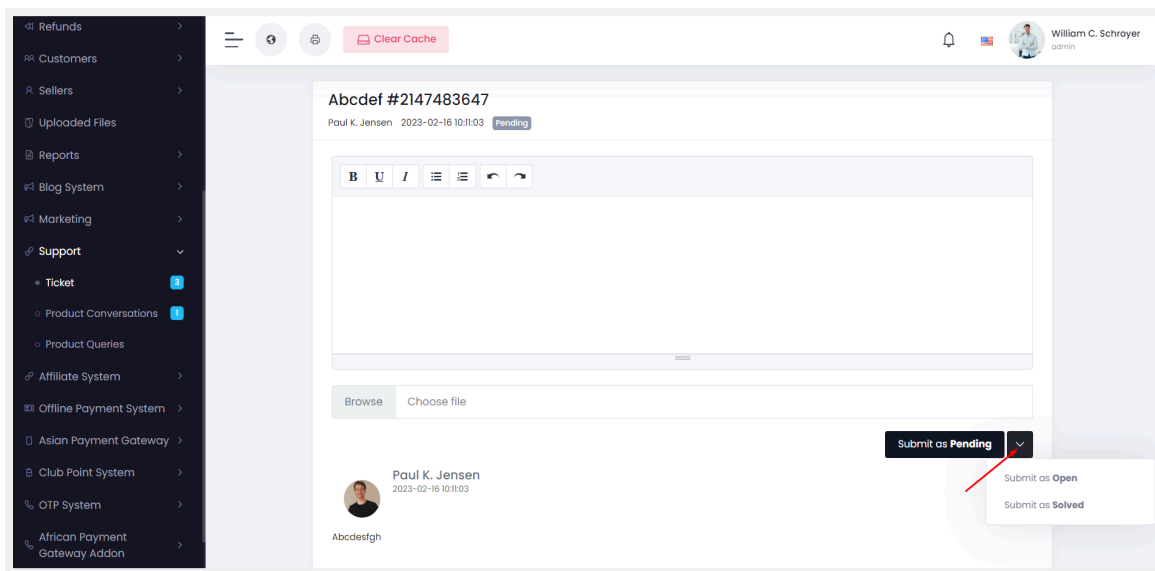 Refunds
Customers
Sellers
Uploaded Files
Reports
Blog System
Marketing
Support
Ticket 3
Product Conversations 1
Product Queries
Affiliate System
Offline Payment System
Asian Payment Gateway
Club Point System
OTP System
African Payment
Gateway Addon
Clear Cache
William C. Schroyer
admin
Abcdef #2147483647
Paul K. Jensen 2023-02-16 10:11:03 Pending
B U I
Browse Choose file
Submit as Pending
Submit as Open
Submit as Solved
Paul K. Jensen
2023-02-16 10:11:03
Abcdesfgh